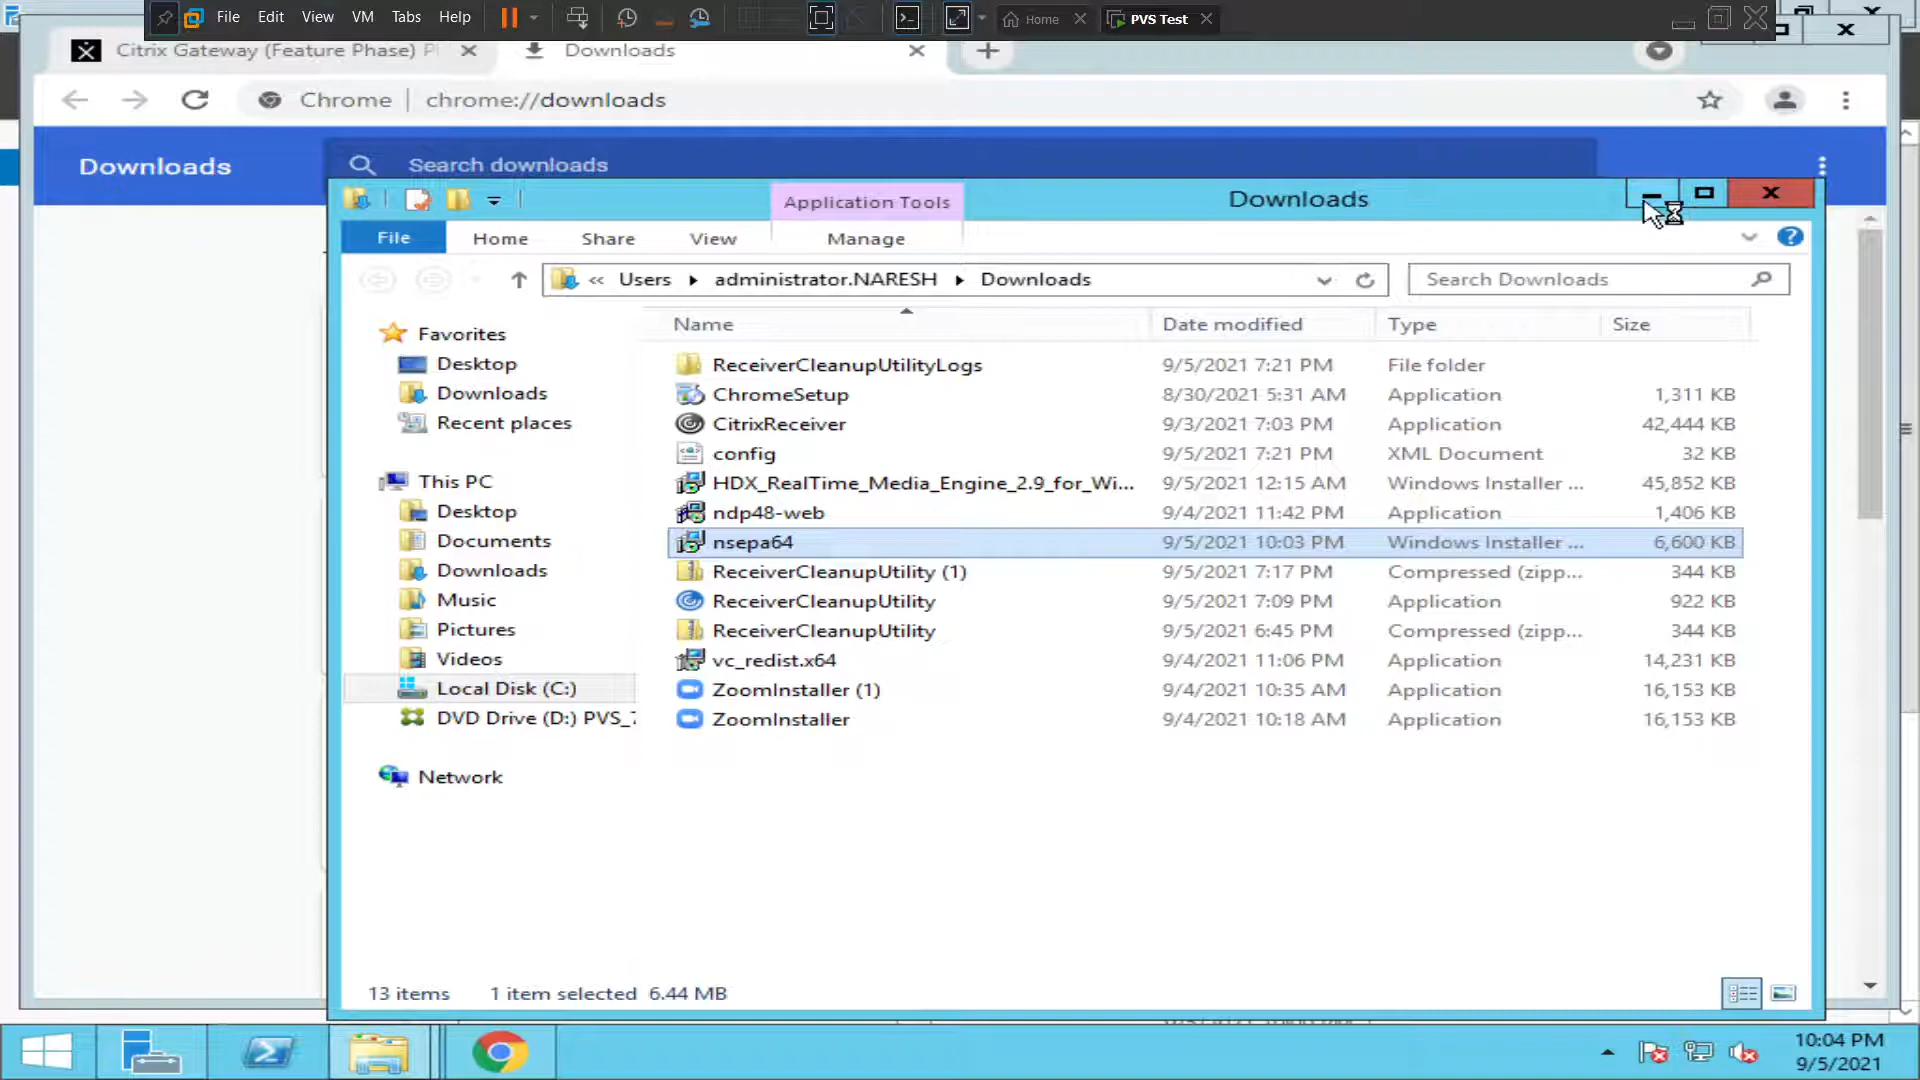 File Edit View VM Tabs Help Home PVS Test
Citrix Gateway (Feature Phase) Downloads
Chrome chrome://downloads
Downloads Search downloads
Application Tools Downloads
File Home Share View Manage
« Users administrator.NARESH Downloads Search Downloads
Name Date modified Type Size
Favorites
Desktop
Downloads
Recent places
This PC
Desktop
Documents
Downloads
Music
Pictures
Videos
Local Disk (C:)
DVD Drive (D:) PVS_7
Network
ReceiverCleanupUtilityLogs 9/5/2021 7:21 PM File folder
ChromeSetup 8/30/2021 5:31 AM Application 1,311 KB
CitrixReceiver 9/3/2021 7:03 PM Application 42,444 KB
config 9/5/2021 7:21 PM XML Document 32 KB
HDX_RealTime_Media_Engine_2.9_for_Wi... 9/5/2021 12:15 AM Windows Installer ... 45,852 KB
ndp48-web 9/4/2021 11:42 PM Application 1,406 KB
nsepa64 9/5/2021 10:03 PM Windows Installer ... 6,600 KB
ReceiverCleanupUtility (1) 9/5/2021 7:17 PM Compressed (zipp... 344 KB
ReceiverCleanupUtility 9/5/2021 7:09 PM Application 922 KB
ReceiverCleanupUtility 9/5/2021 6:45 PM Compressed (zipp... 344 KB
vc_redist.x64 9/4/2021 11:06 PM Application 14,231 KB
ZoomInstaller (1) 9/4/2021 10:35 AM Application 16,153 KB
ZoomInstaller 9/4/2021 10:18 AM Application 16,153 KB
13 items 1 item selected 6.44 MB
10:04 PM
9/5/2021